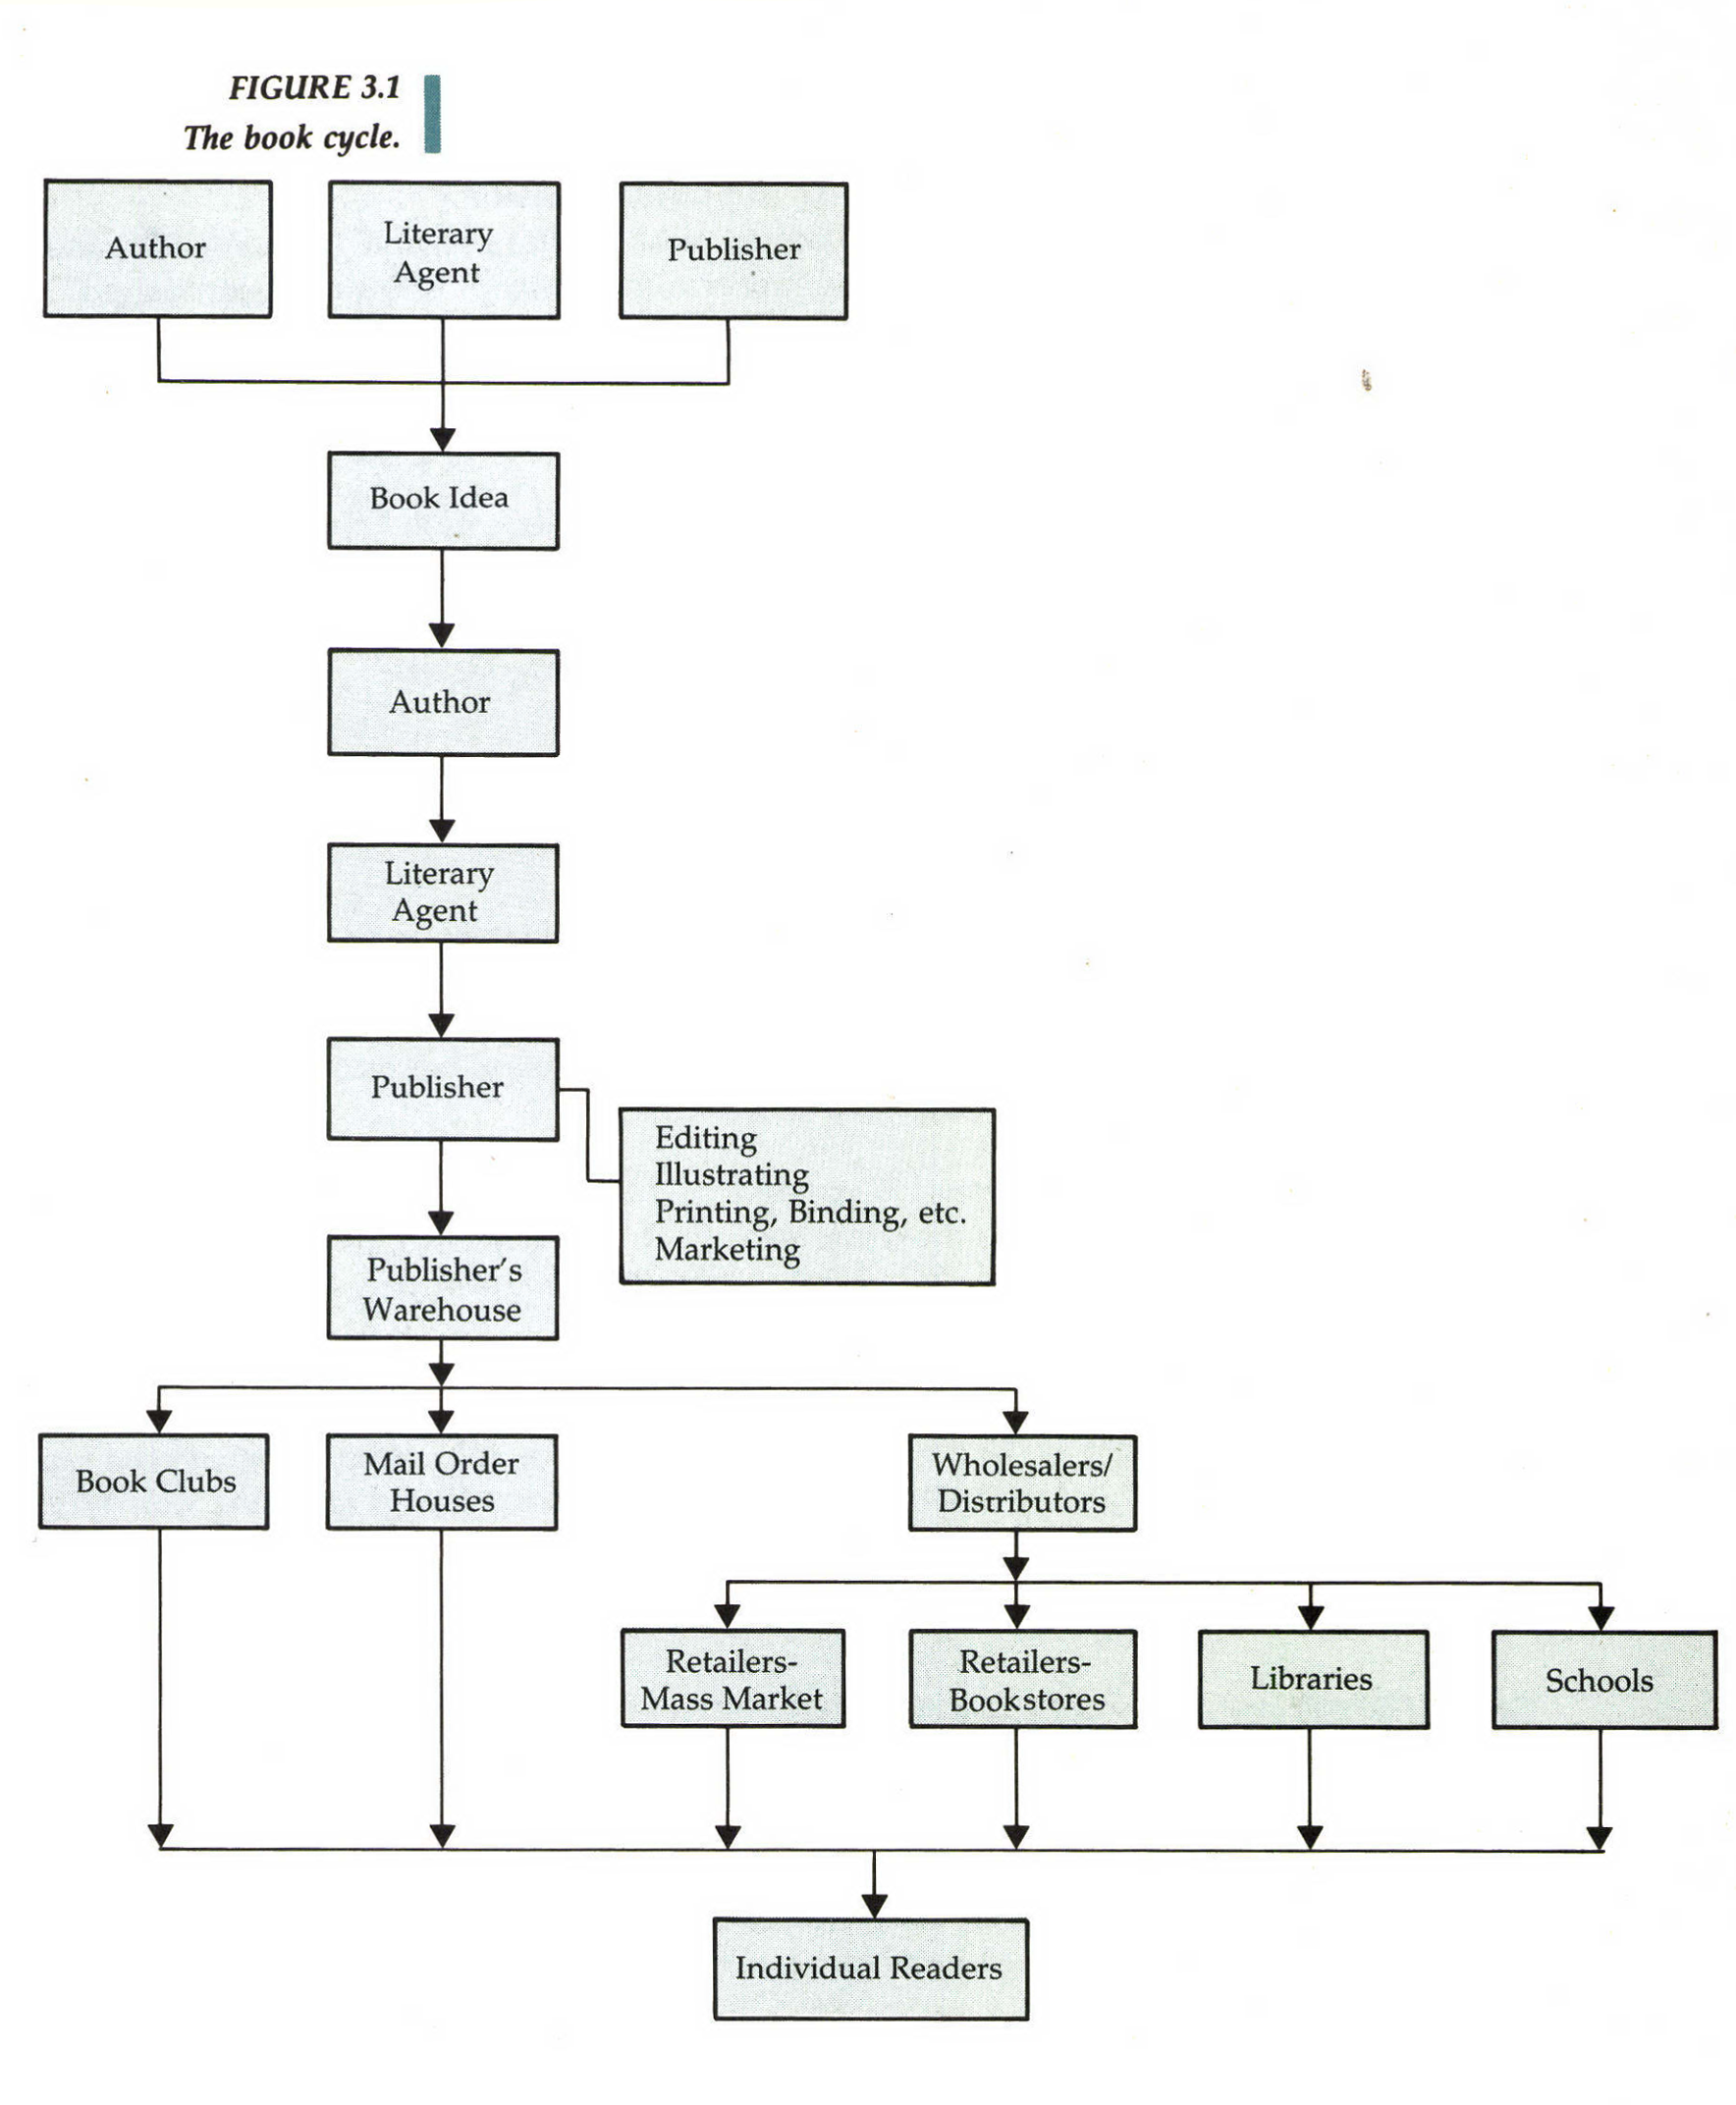 FIGURE 3.1
The book cycle.
Author
Literary
Agent
Publisher
Book Idea
Author
Literary
Agent
Publisher
Editing
Illustrating
Printing, Binding, etc.
Marketing
Publisher's
Warehouse
Book Clubs
Mail Order
Houses
Wholesalers/
Distributors
Retailers-
Mass Market
Retailers-
Bookstores
Libraries
Schools
Individual Readers